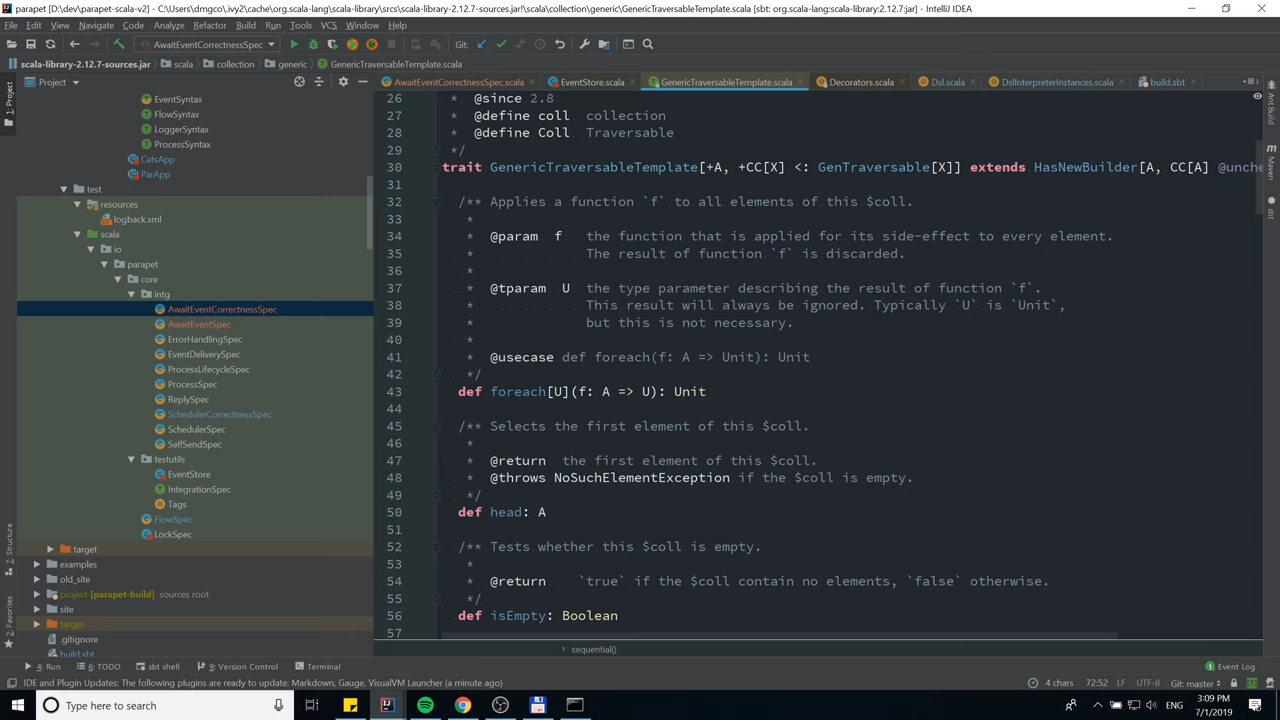 parapet [D:\dev\parapet-scala-v2] - C:\Users\dmgco\.ivy2\cache\org.scala-lang\scala-library\srcs\scala-library-2.12.7-sources.jar!\scala\collection\generic\GenericTraversableTemplate.scala [sbt: org.scala-lang:scala-library:2.12.7:jar] - IntelliJ IDEA
File Edit View Navigate Code Analyze Refactor Build Run Tools VCS Window Help
AwaitEventCorrectnessSpec Git:
scala-library-2.12.7-sources.jar scala collection generic GenericTraversableTemplate.scala
Project
AwaitEventCorrectnessSpec.scala EventStore.scala GenericTraversableTemplate.scala Decorators.scala Dsl.scala DslInterpreterInstances.scala build.sbt
1: Project
EventSyntax
FlowSyntax
LoggerSyntax
ProcessSyntax
CatsApp
ParApp
test
resources
logback.xml
scala
io
parapet
core
intg
AwaitEventCorrectnessSpec
AwaitEventSpec
ErrorHandlingSpec
EventDeliverySpec
ProcessLifecycleSpec
ProcessSpec
ReplySpec
SchedulerCorrectnessSpec
SchedulerSpec
SelfSendSpec
testutils
EventStore
IntegrationSpec
Tags
FlowSpec
LockSpec
target
examples
old_site
project [parapet-build] sources root
site
target
.gitignore
build.sbt
7: Structure
2: Favorites
26 * @since 2.8
27 * @define coll collection
28 * @define Coll Traversable
29 */
30 trait GenericTraversableTemplate[+A, +CC[X] <: GenTraversable[X]] extends HasNewBuilder[A, CC[A] @unche
31
32 /** Applies a function `f` to all elements of this $coll.
33 *
34 * @param f the function that is applied for its side-effect to every element.
35 * The result of function `f` is discarded.
36 *
37 * @tparam U the type parameter describing the result of function `f`.
38 * This result will always be ignored. Typically `U` is `Unit`,
39 * but this is not necessary.
40 *
41 * @usecase def foreach(f: A => Unit): Unit
42 */
43 def foreach[U](f: A => U): Unit
44
45 /** Selects the first element of this $coll.
46 *
47 * @return the first element of this $coll.
48 * @throws NoSuchElementException if the $coll is empty.
49 */
50 def head: A
51
52 /** Tests whether this $coll is empty.
53 *
54 * @return `true` if the $coll contain no elements, `false` otherwise.
55 */
56 def isEmpty: Boolean
57
sequential()
Ant Build
Maven
sbt
4: Run 6: TODO sbt shell 9: Version Control Terminal Event Log
IDE and Plugin Updates: The following plugins are ready to update: Markdown, Gauge, VisualVM Launcher (a minute ago) 4 chars 72:52 LF UTF-8 Git: master
Type here to search
ENG
3:09 PM
7/1/2019